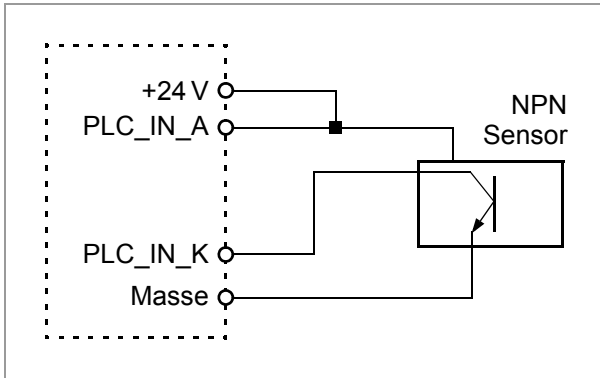 +24 V
PLC_IN_A
NPN
Sensor
PLC_IN_K
Masse